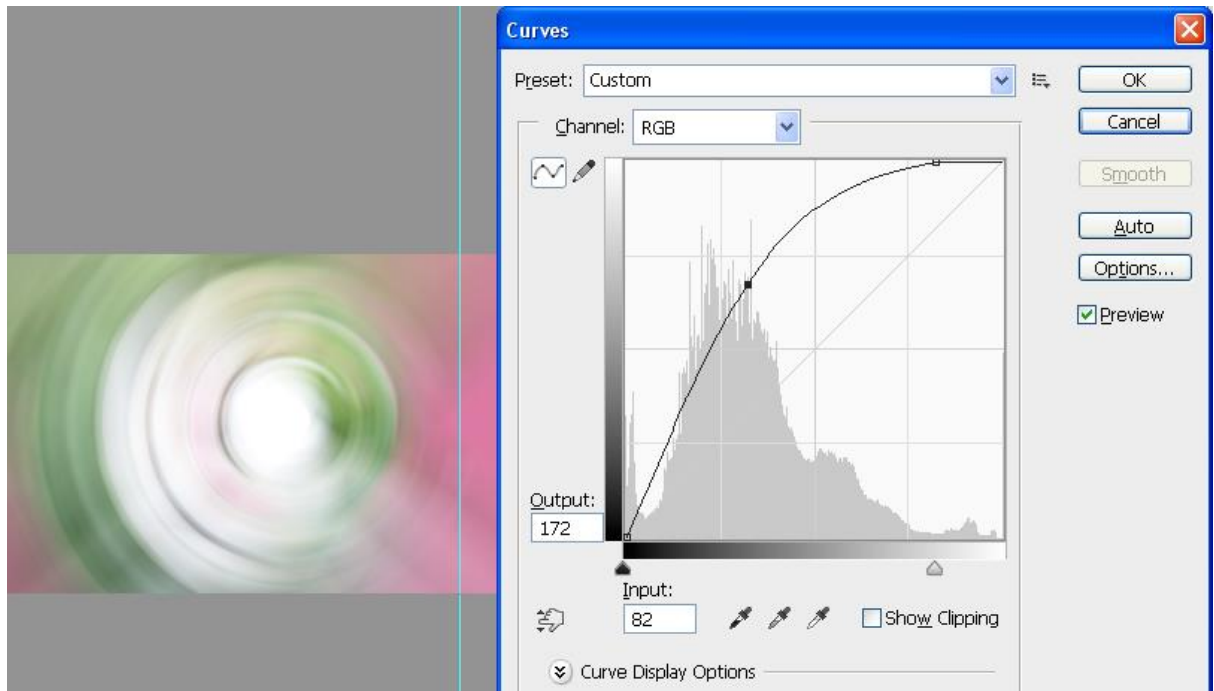 Curves
Preset: Custom
OK
Channel: RGB
Cancel
Smooth
Auto
Options...
Preview
Output:
172
Input:
82
Show Clipping
Curve Display Options